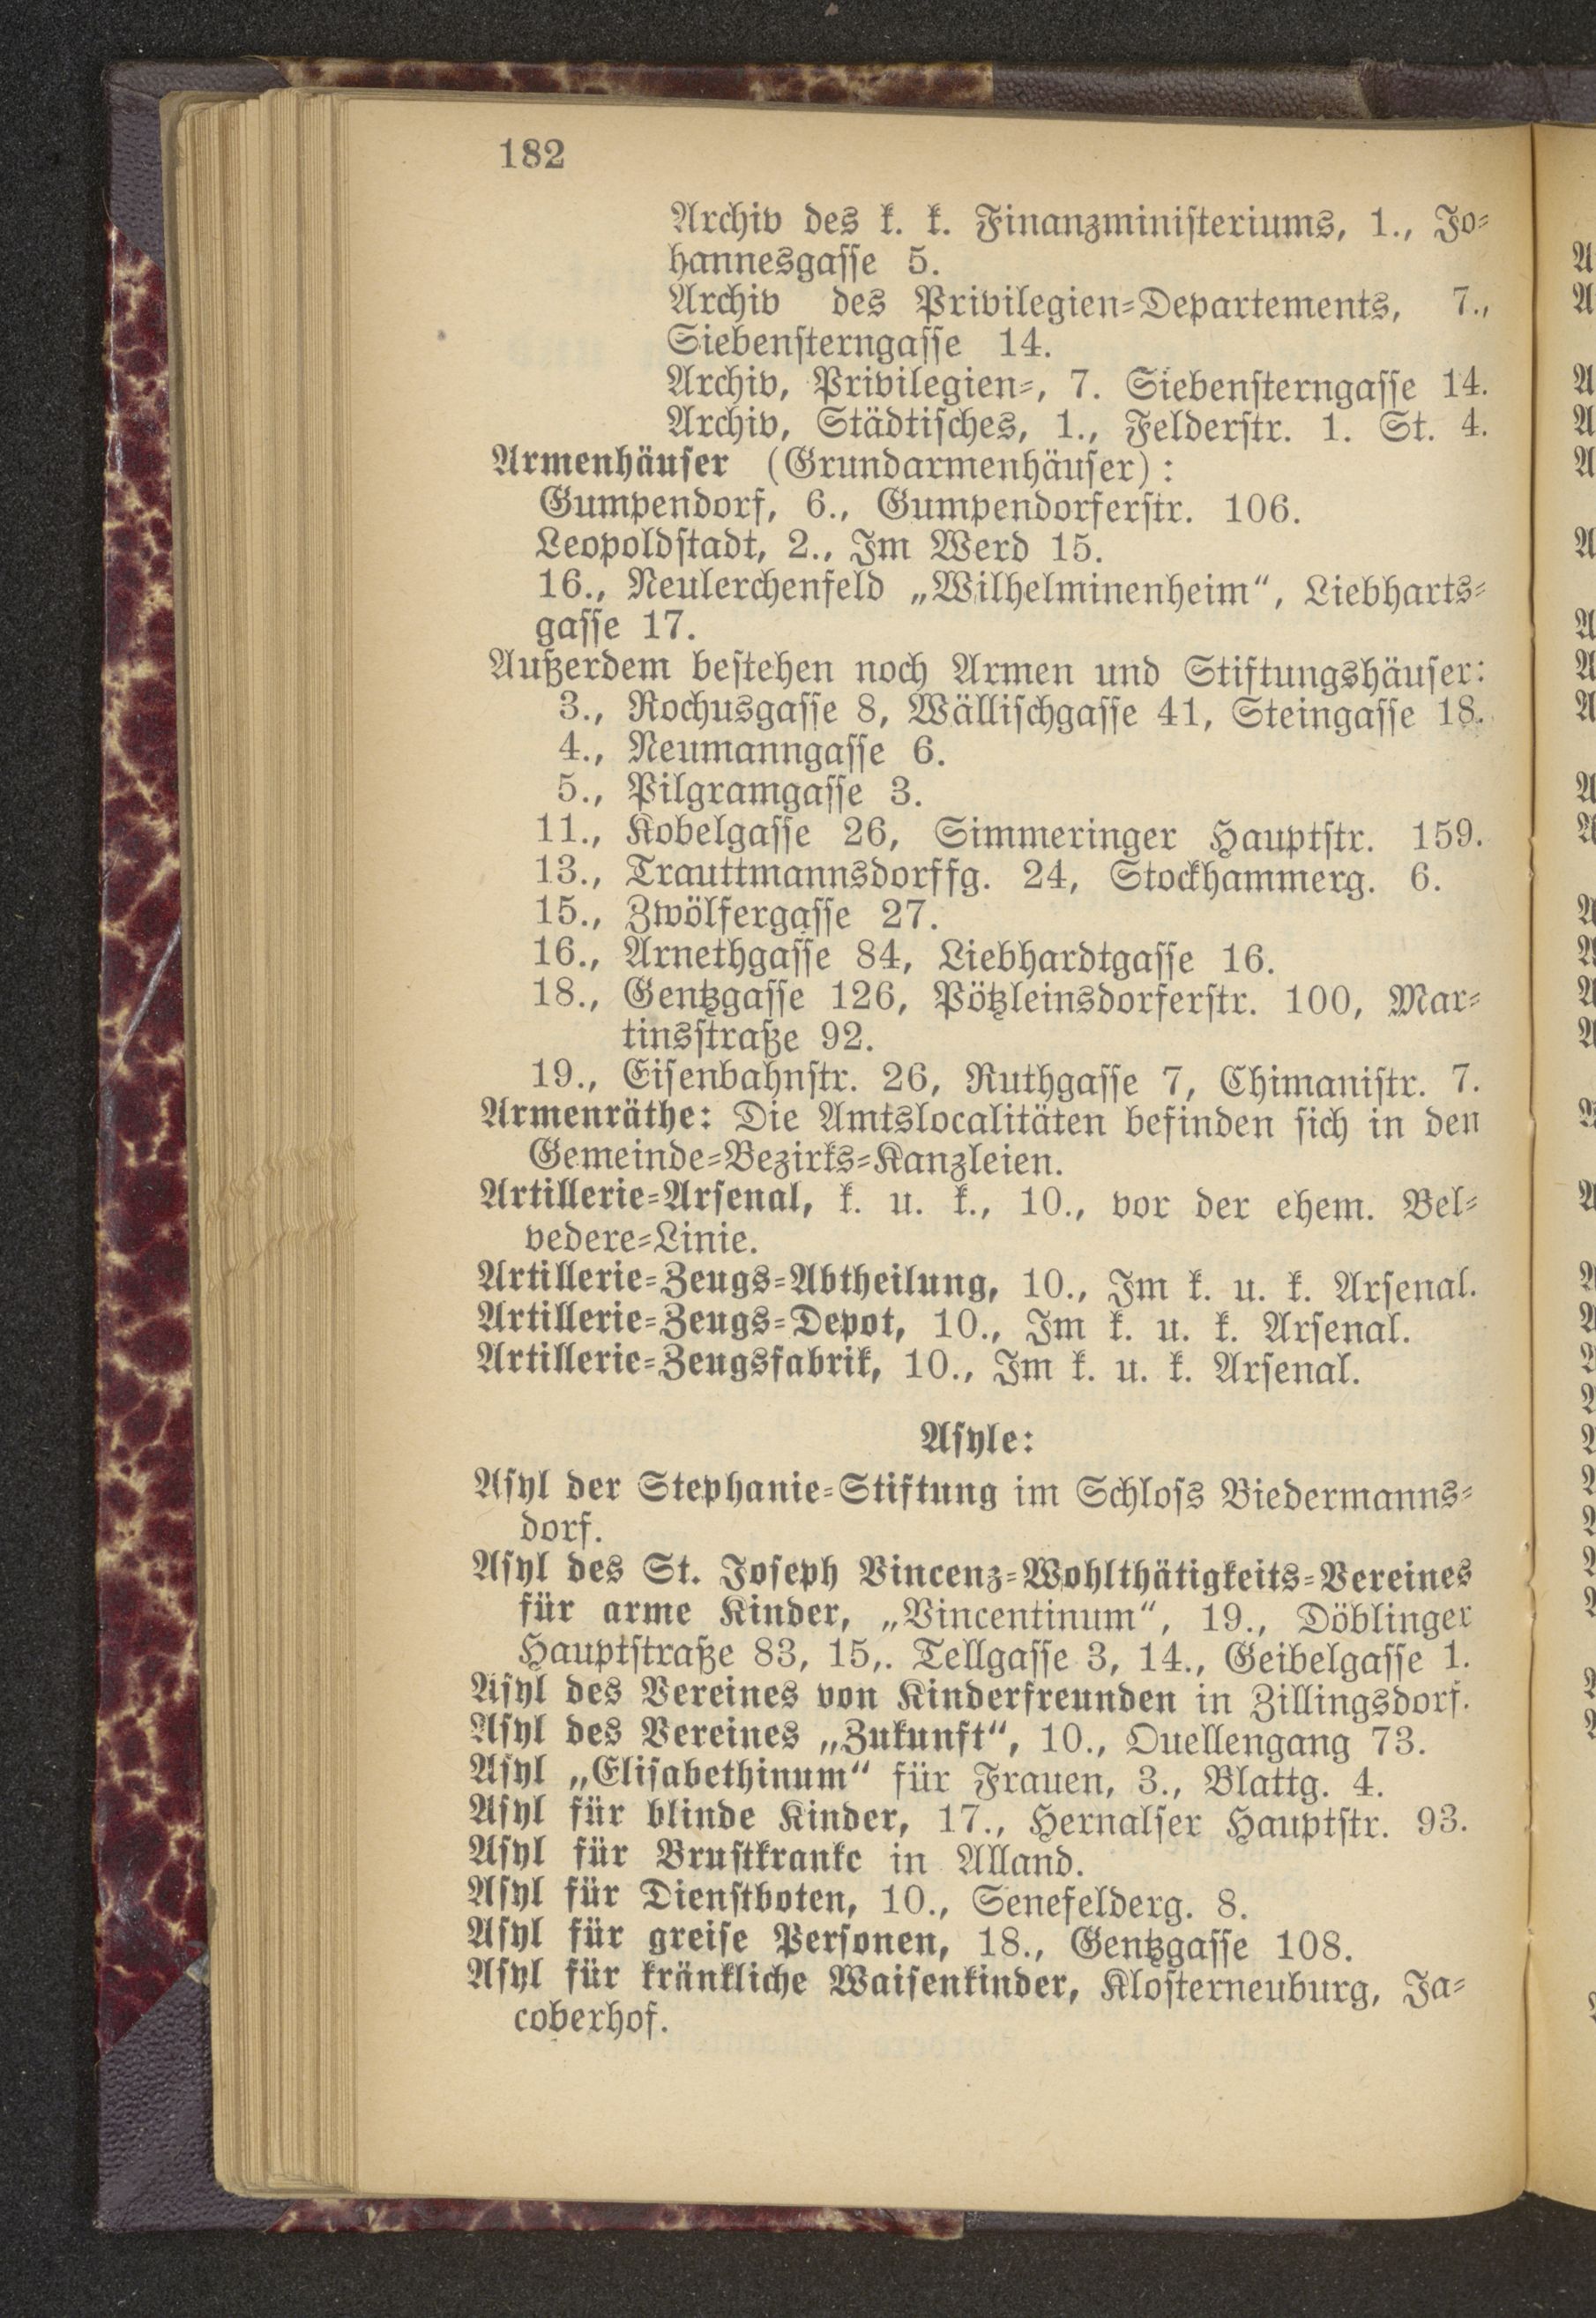 182
Archiv des k. k. Finanzministeriums, 1., Jo-
hannesgasse 5.
Archiv des Privilegien-Departements, 7.,
Siebensterngasse 14.
Archiv, Privilegien-, 7. Siebensterngasse 14.
Archiv, Städtisches, 1., Felderstr. 1. St. 4.
Armenhäuser (Grundarmenhäuser):
Gumpendorf, 6., Gumpendorferstr. 106.
Leopoldstadt, 2., Im Werd 15.
16., Neulerchenfeld „Wilhelminenheim“, Liebharts-
gasse 17.
Außerdem bestehen noch Armen und Stiftungshäuser:
3., Rochusgasse 8, Wällischgasse 41, Steingasse 18.
4., Neumanngasse 6.
5., Pilgramgasse 3.
11., Kobelgasse 26, Simmeringer Hauptstr. 159.
13., Trauttmannsdorffg. 24, Stockhammerg. 6.
15., Zwölfergasse 27.
16., Arnethgasse 84, Liebhardtgasse 16.
18., Gentzgasse 126, Pötzleinsdorferstr. 100, Mar-
tinsstraße 92.
19., Eisenbahnstr. 26, Ruthgasse 7, Chimanistr. 7.
Armenräthe: Die Amtslocalitäten befinden sich in den
Gemeinde-Bezirks-Kanzleien.
Artillerie-Arsenal, k. u. k., 10., vor der ehem. Bel-
vedere-Linie.
Artillerie-Zeugs-Abtheilung, 10., Im k. u. k. Arsenal.
Artillerie-Zeugs-Depot, 10., Im k. u. k. Arsenal.
Artillerie-Zeugsfabrik, 10., Im k. u. k. Arsenal.
Asyle:
Asyl der Stephanie-Stiftung im Schloss Biedermanns-
dorf.
Asyl des St. Joseph Vincenz-Wohlthätigkeits-Vereines
für arme Kinder, „Vincentinum“, 19., Döblinger
Hauptstraße 83, 15,. Tellgasse 3, 14., Geibelgasse 1.
Asyl des Vereines von Kinderfreunden in Zillingsdorf.
Asyl des Vereines „Zukunft“, 10., Quellengang 73.
Asyl „Elisabethinum“ für Frauen, 3., Blattg. 4.
Asyl für blinde Kinder, 17., Hernalser Hauptstr. 93.
Asyl für Brustkranke in Alland.
Asyl für Dienstboten, 10., Senefelderg. 8.
Asyl für greise Personen, 18., Gentzgasse 108.
Asyl für kränkliche Waisenkinder, Klosterneuburg, Ja-
coberhof.